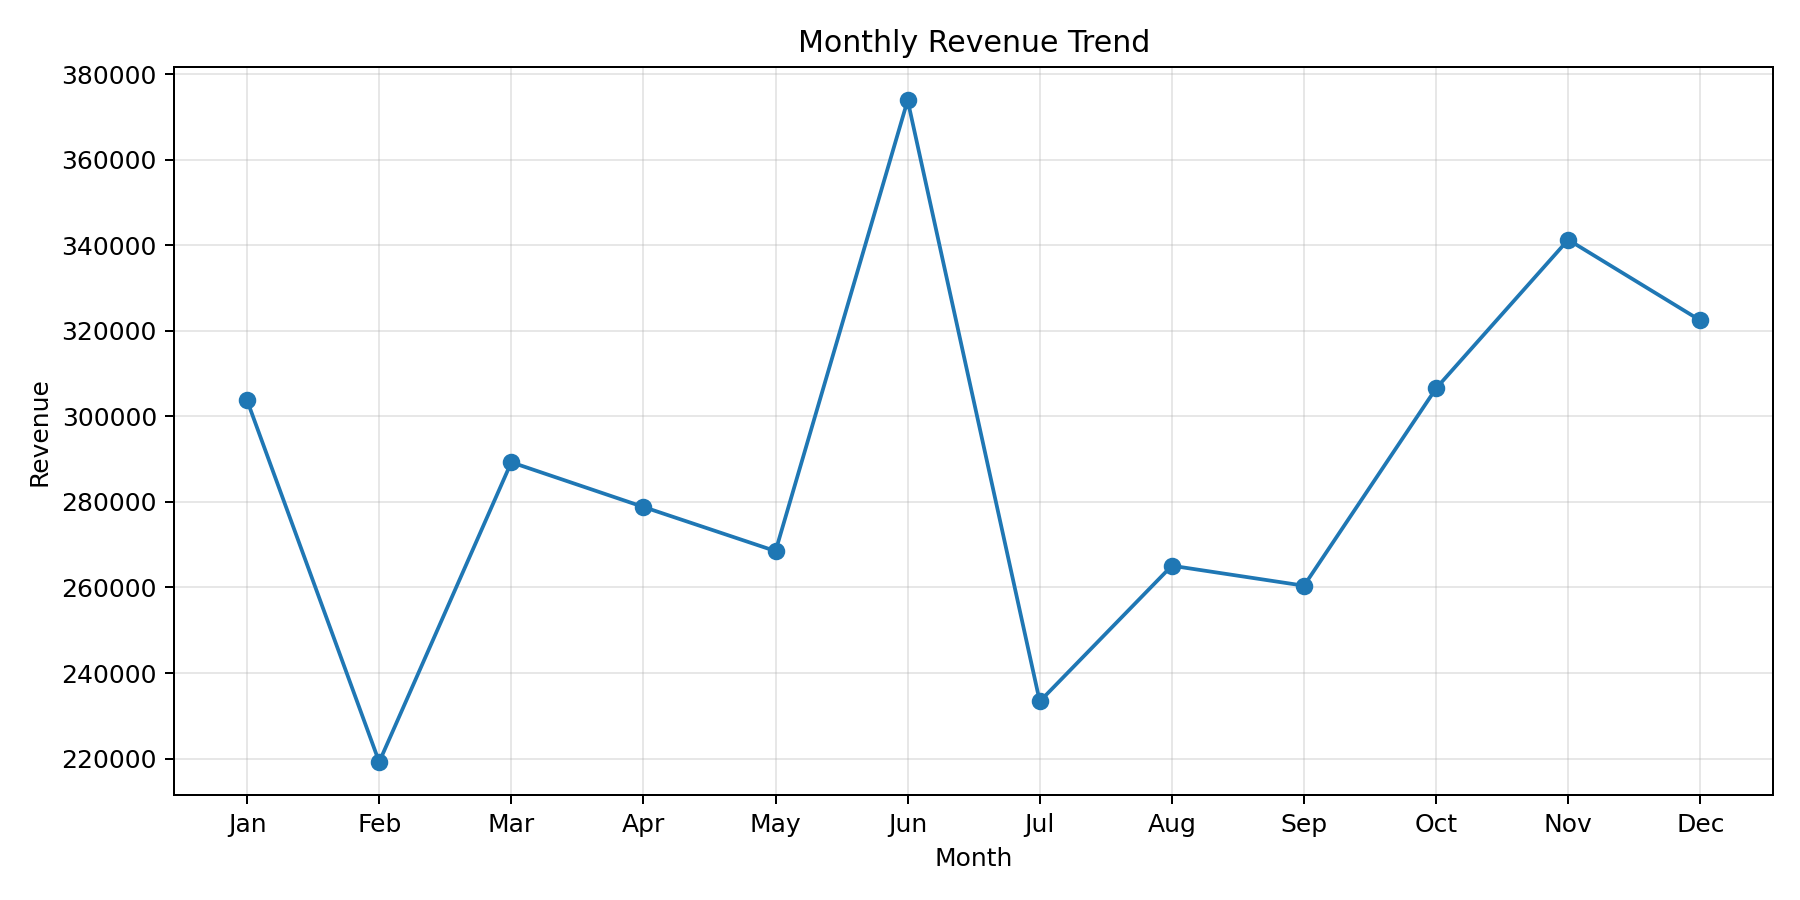 Monthly Revenue Trend
380000
360000
340000
320000
300000
280000
260000
240000
220000
Revenue
Jan Feb Mar Apr May Jun Jul Aug Sep Oct Nov Dec
Month